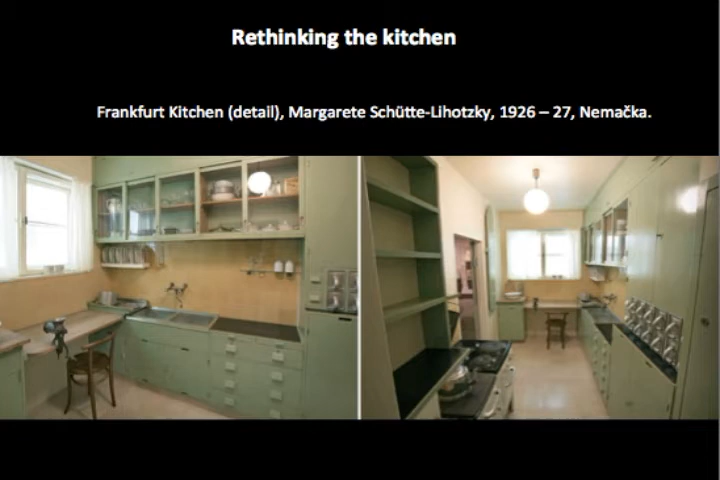 Rethinking the kitchen
Frankfurt Kitchen (detail), Margarete Schütte-Lihotzky, 1926 – 27, Nemačka.